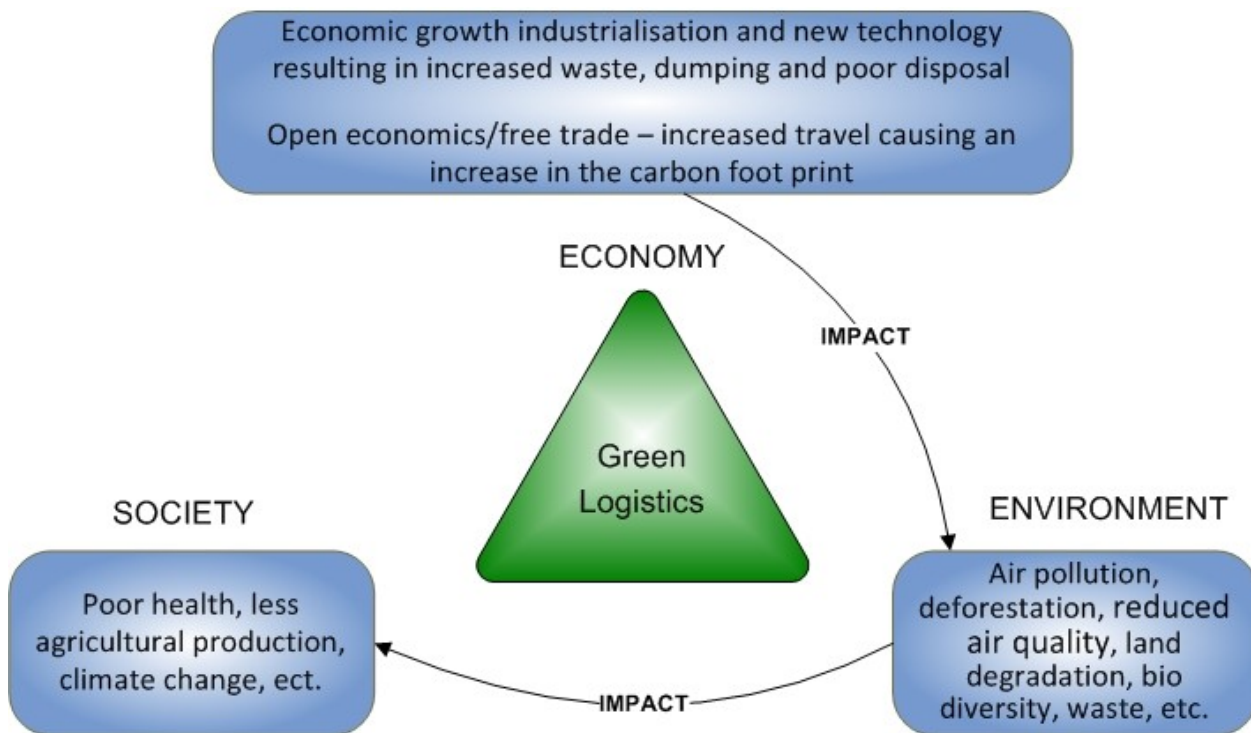 Economic growth industrialisation and new technology
resulting in increased waste, dumping and poor disposal
Open economics/free trade – increased travel causing an
increase in the carbon foot print
ECONOMY
IMPACT
Green
Logistics
SOCIETY
Poor health, less
agricultural production,
climate change, ect.
ENVIRONMENT
Air pollution,
deforestation, reduced
air quality, land
degradation, bio
diversity, waste, etc.
IMPACT